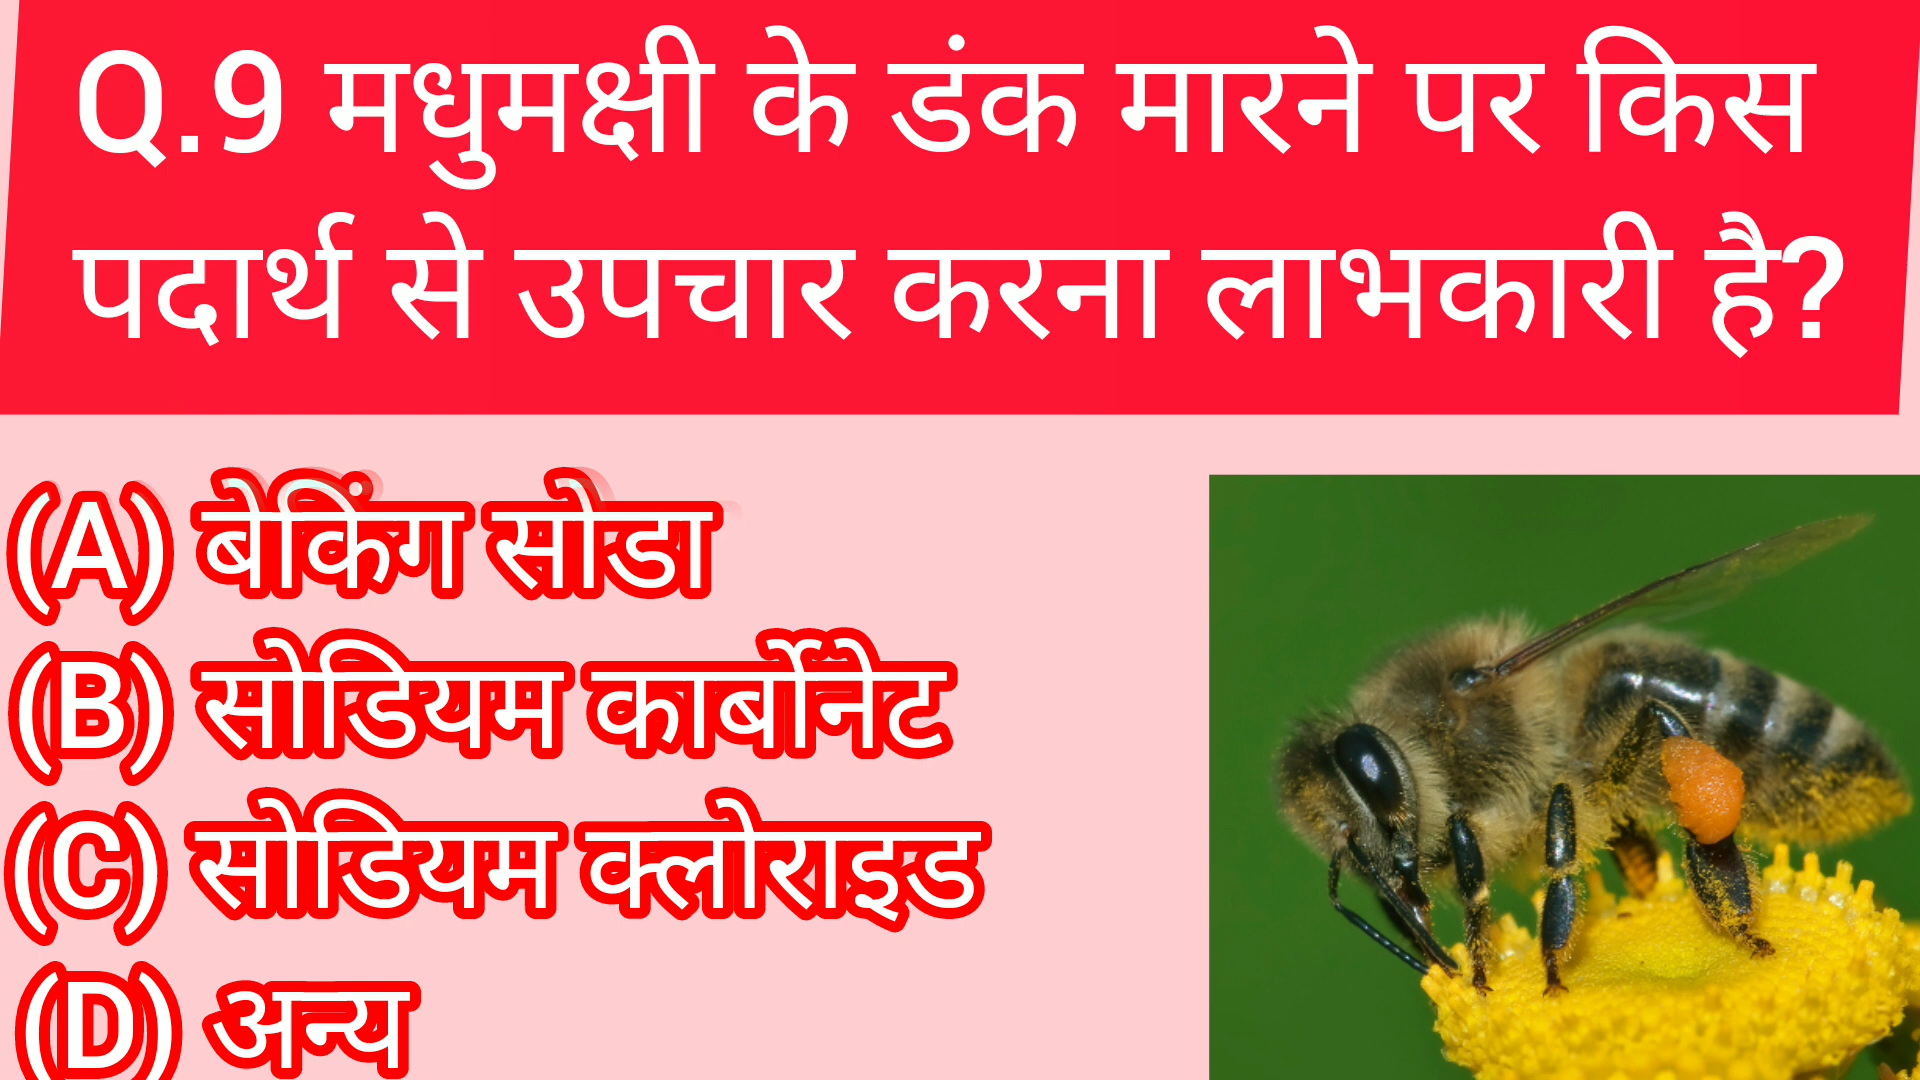 Q.9 मधुमक्षी के डंक मारने पर किस
पदार्थ से उपचार करना लाभकारी है?
(A) बेकिंग सोडा
(B) सोडियम कार्बोनेट
(C) सोडियम क्लोराइड
(D) अन्य